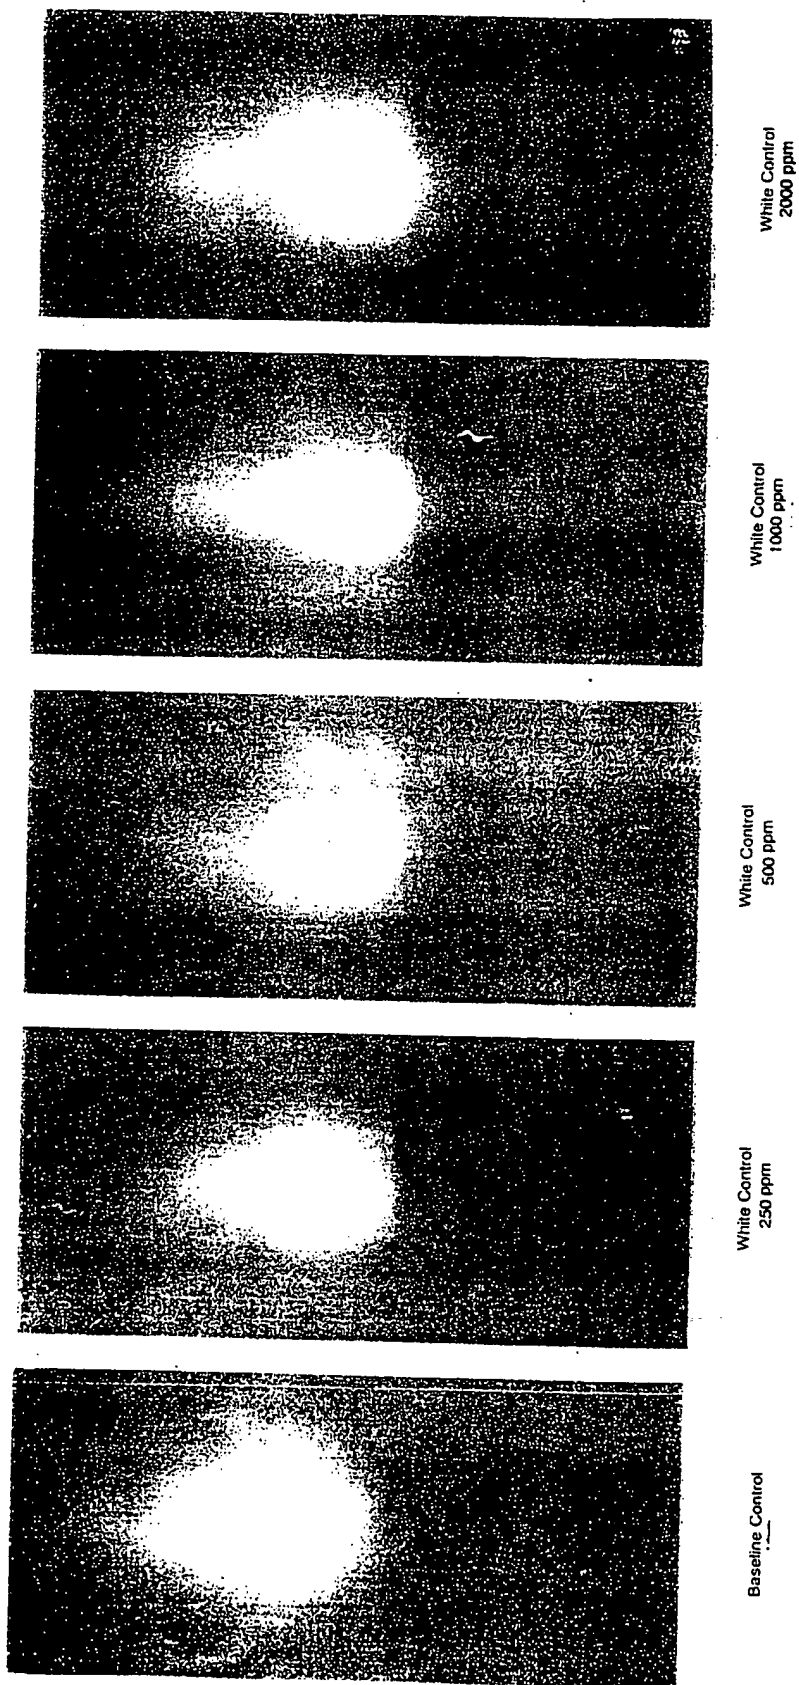 Baseline Control
White Control
250 ppm
White Control
500 ppm
White Control
1000 ppm
White Control
2000 ppm